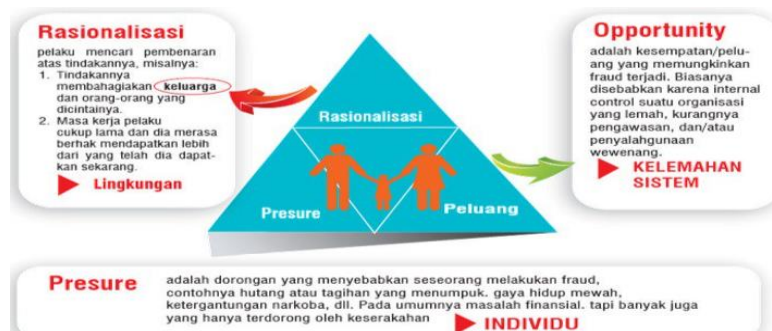 Rasionalisasi
pelaku mencari pembenaran
atas tindakannya, misalnya:
1. Tindakannya
membahagiakan keluarga
dan orang-orang yang
dicintainya.
2. Masa kerja pelaku
cukup lama dan dia merasa
berhak mendapatkan lebih
dari yang telah dia dapat-
kan sekarang.
Lingkungan
Rasionalisasi
Presure
Peluang
Opportunity
adalah kesempatan/pelu-
ang yang memungkinkan
fraud terjadi. Biasanya
disebabkan karena internal
control suatu organisasi
yang lemah, kurangnya
pengawasan, dan/atau
penyalahgunaan
wewenang.
KELEMAHAN
SISTEM
Presure
adalah dorongan yang menyebabkan seseorang melakukan fraud,
contohnya hutang atau tagihan yang menumpuk. gaya hidup mewah,
ketergantungan narkoba, dll. Pada umumnya masalah finansial. tapi banyak juga
yang hanya terdorong oleh keserakahan
INDIVIDU